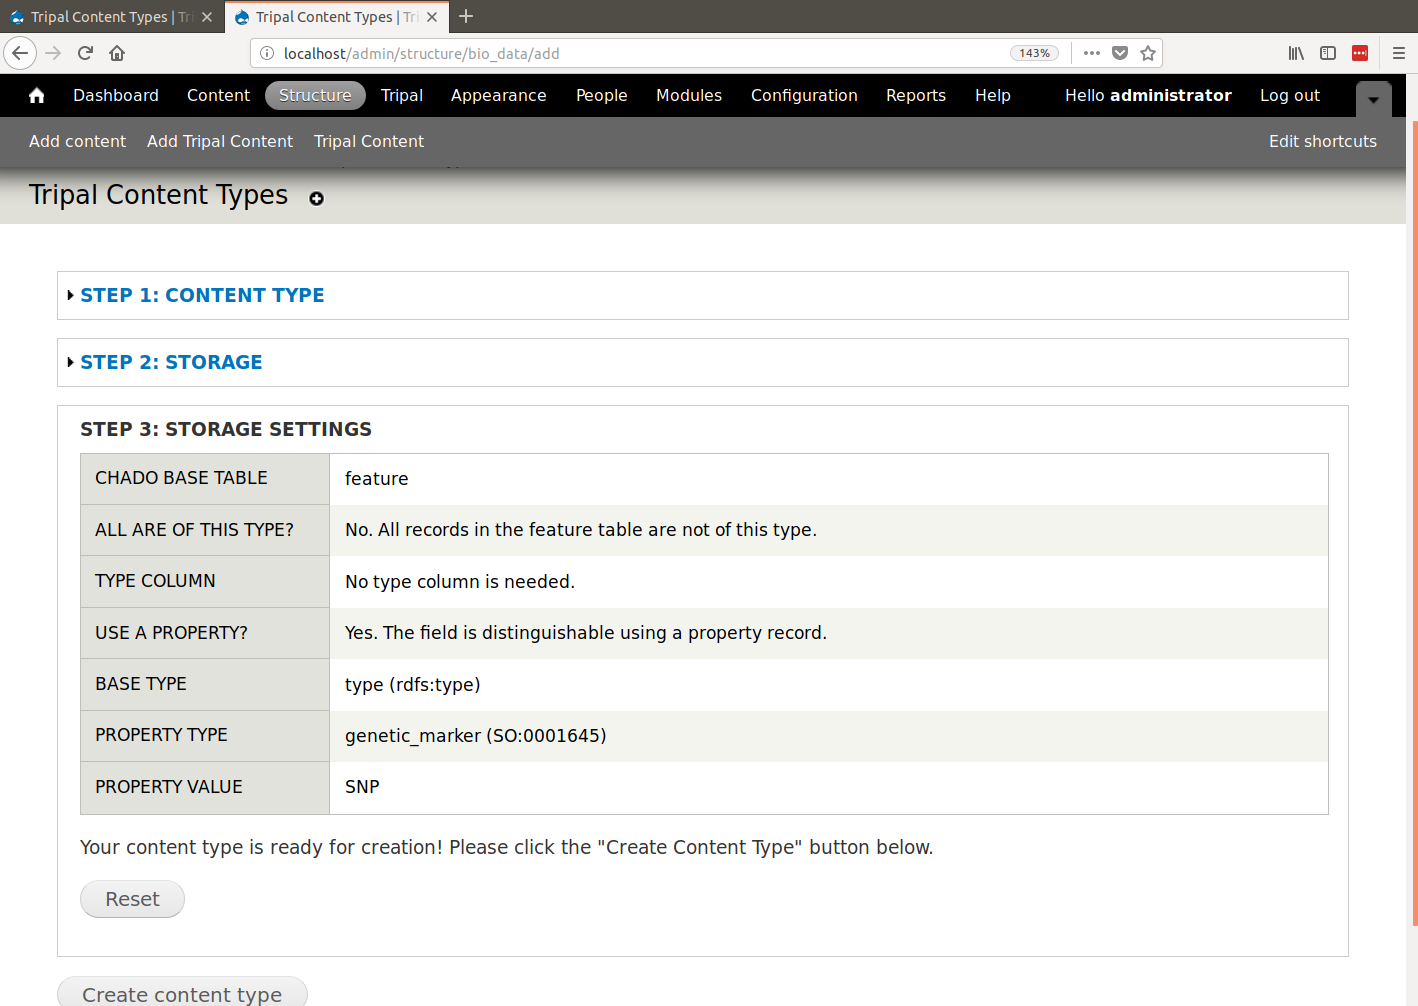 Tripal Content Types | Tri
Tripal Content Types | Tri
localhost/admin/structure/bio_data/add
143%
Dashboard Content Structure Tripal Appearance People Modules Configuration Reports Help Hello administrator Log out
Add content Add Tripal Content Tripal Content Edit shortcuts
Tripal Content Types
STEP 1: CONTENT TYPE
STEP 2: STORAGE
STEP 3: STORAGE SETTINGS
CHADO BASE TABLE feature
ALL ARE OF THIS TYPE? No. All records in the feature table are not of this type.
TYPE COLUMN No type column is needed.
USE A PROPERTY? Yes. The field is distinguishable using a property record.
BASE TYPE type (rdfs:type)
PROPERTY TYPE genetic_marker (SO:0001645)
PROPERTY VALUE SNP
Your content type is ready for creation! Please click the "Create Content Type" button below.
Reset
Create content type